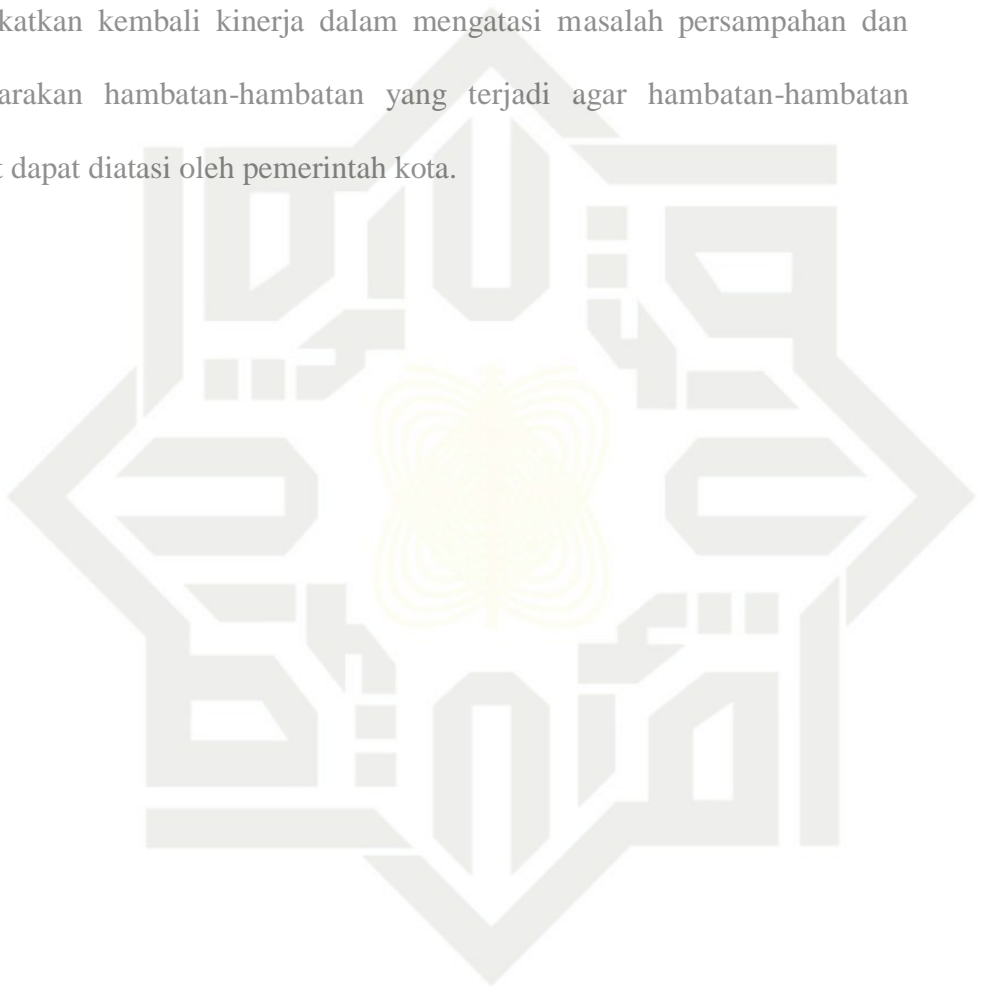 katkan kembali kinerja dalam mengatasi masalah persampahan dan
arakan hambatan-hambatan yang terjadi agar hambatan-hambatan
t dapat diatasi oleh pemerintah kota.